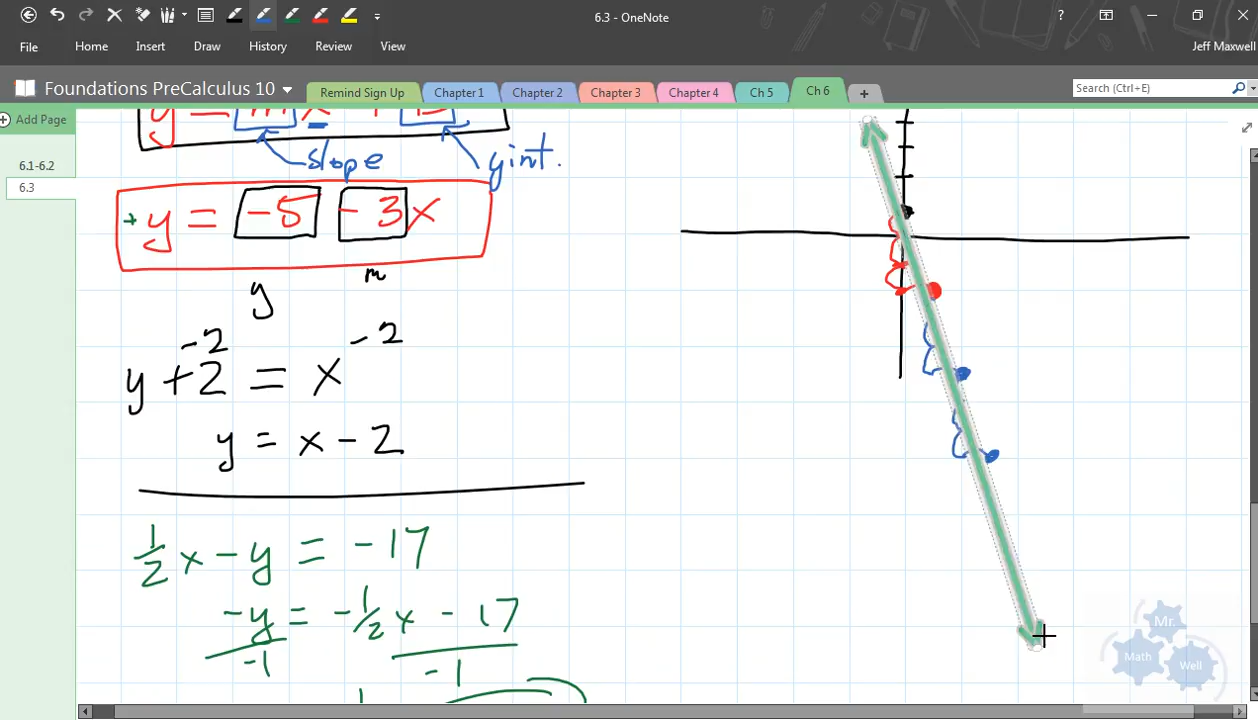 6.3 - OneNote
?
File Home Insert Draw History Review View
Jeff Maxwell
Foundations PreCalculus 10
Remind Sign Up
Chapter 1
Chapter 2
Chapter 3
Chapter 4
Ch 5
Ch 6
Search (Ctrl+E)
Add Page
6.1-6.2
6.3
y = m x + b
slope
y int.
y = -5 - 3x
y
m
-2 -2
y + 2 = x
y = x - 2
1/2 x - y = -17
-y = -1/2 x - 17
-1 -1
Mr.
Math
Well